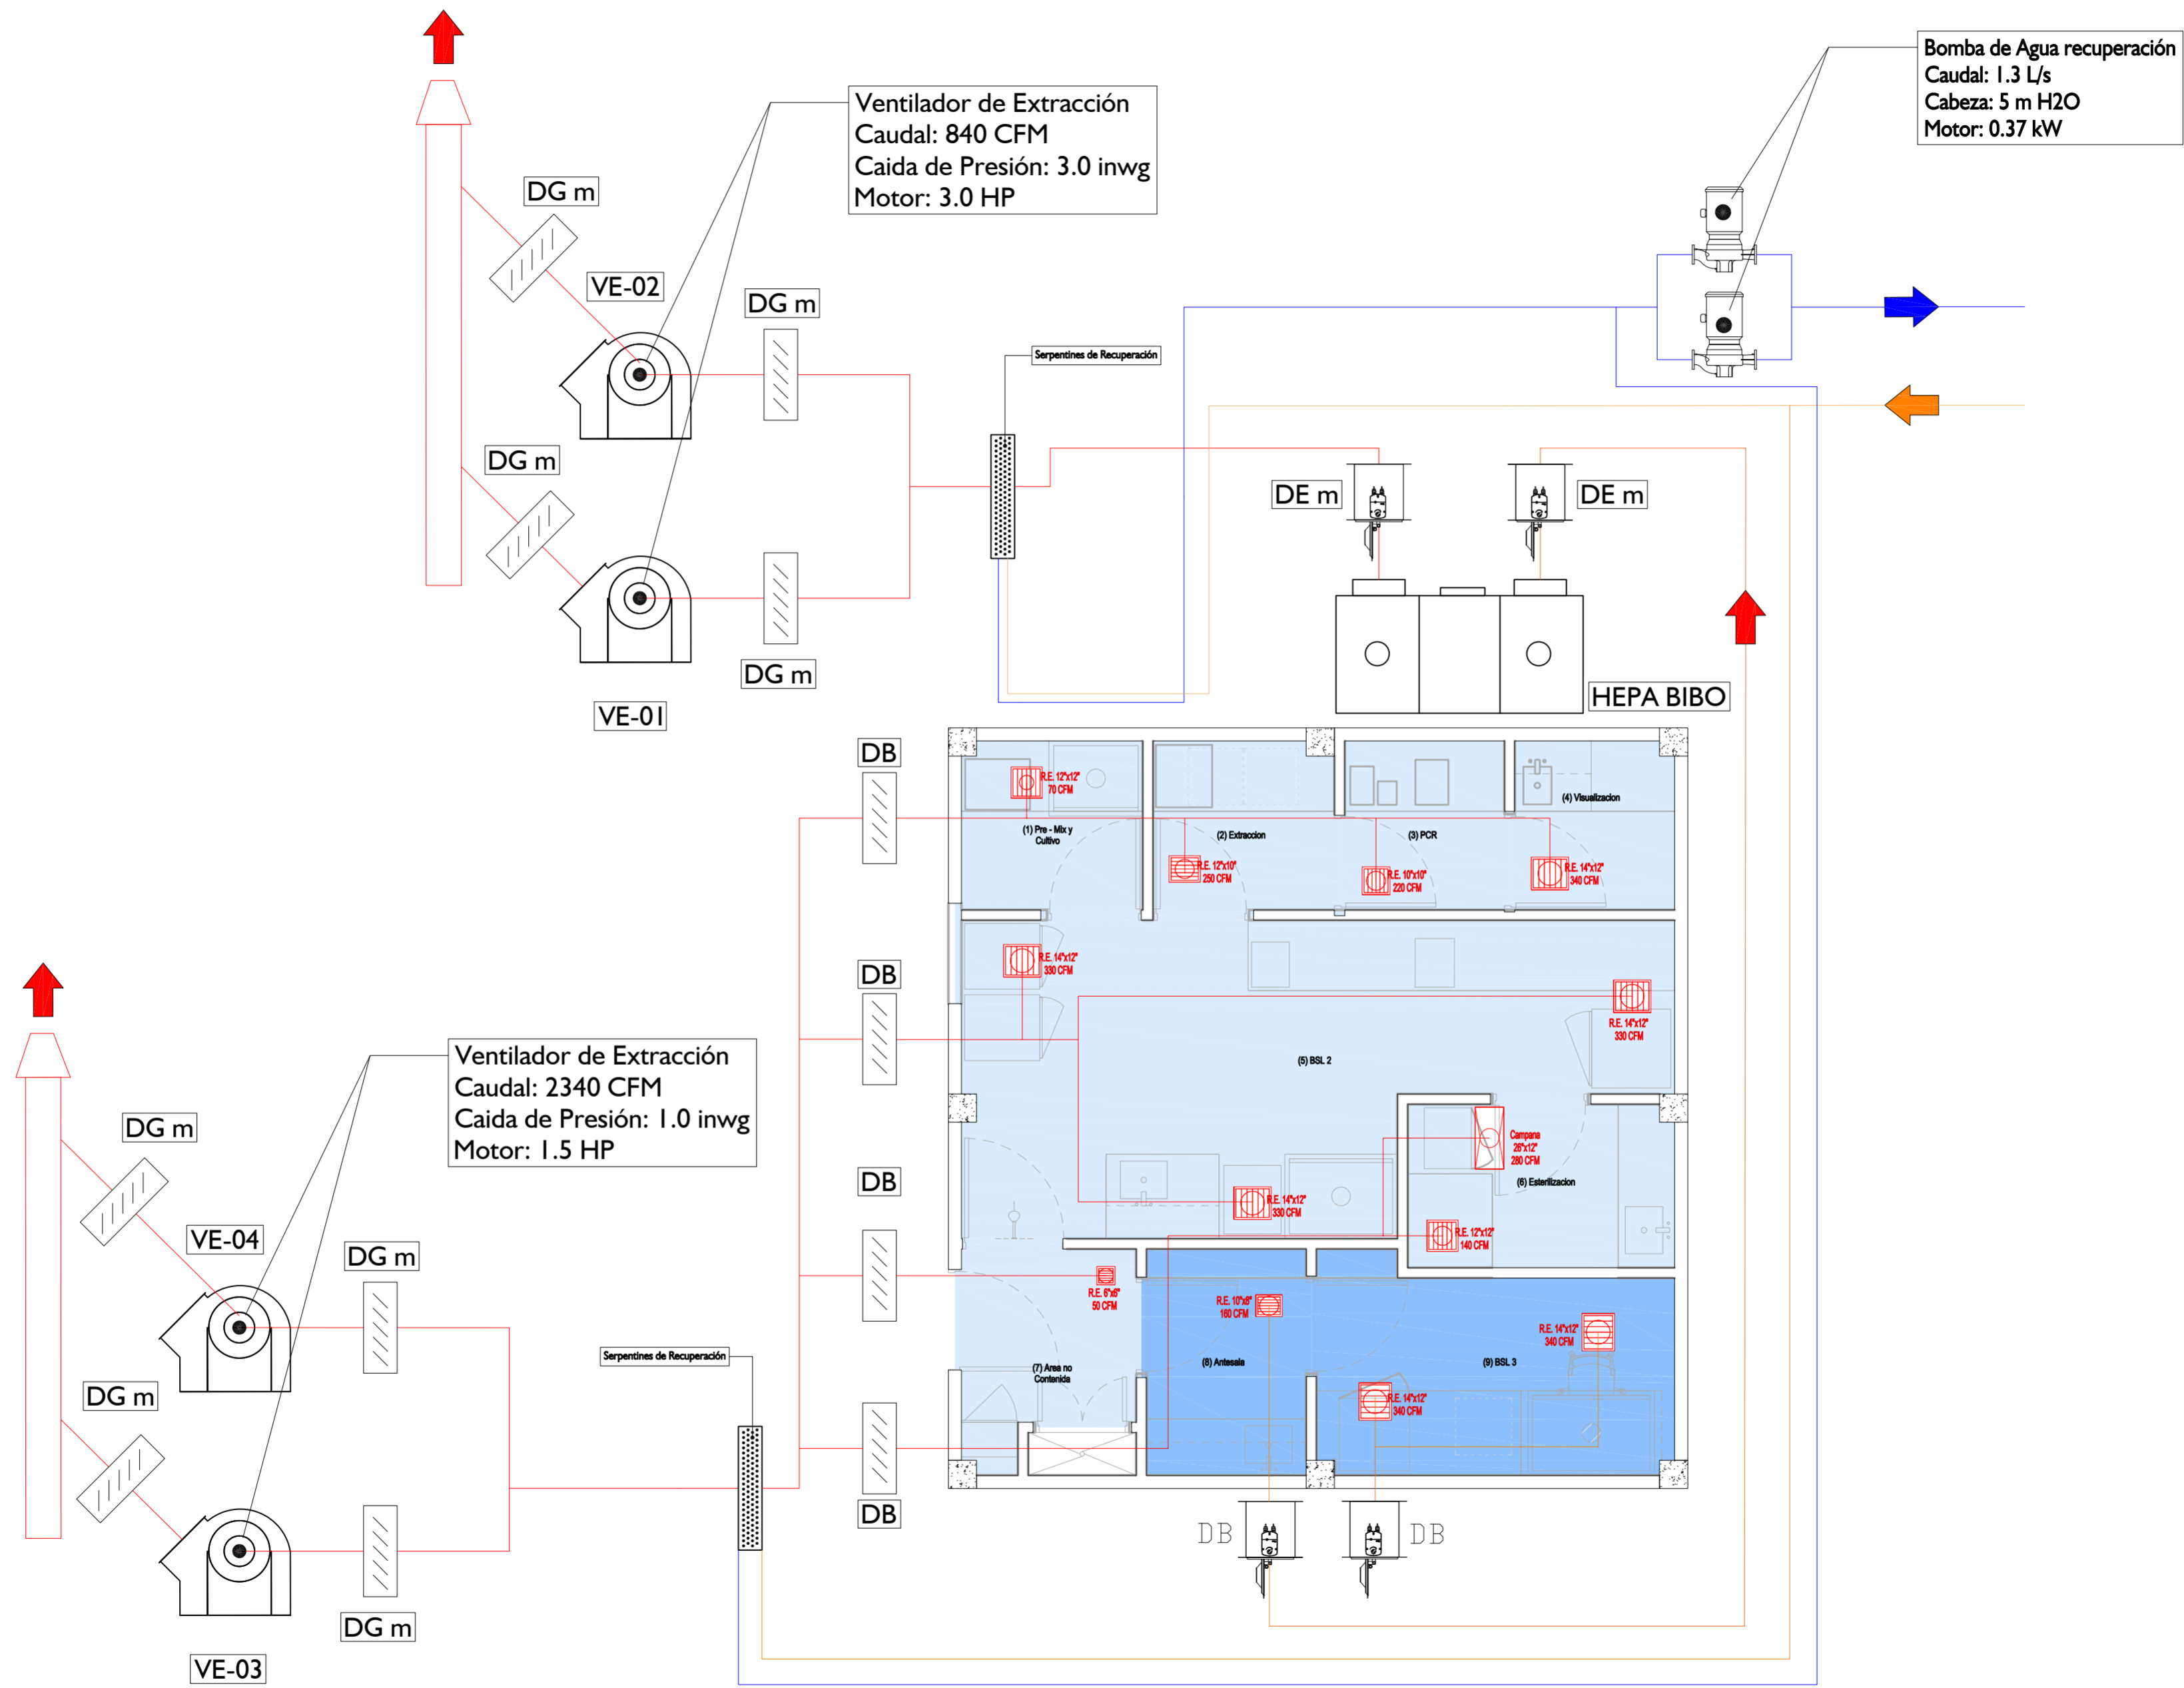 Bomba de Agua recuperación
Caudal: 1.3 L/s
Cabeza: 5 m H2O
Motor: 0.37 kW
Ventilador de Extracción
Caudal: 840 CFM
Caida de Presión: 3.0 inwg
Motor: 3.0 HP
DG m
VE-02
DG m
Serpentines de Recuperación
DG m
DE m
DE m
DG m
HEPA BIBO
VE-01
DB
R.E. 12"x12"
70 CFM
(1) Pre - Mix y
Cultivo
(2) Extraccion
(3) PCR
(4) Visualizacion
R.E. 12"x10"
250 CFM
R.E. 10"x10"
220 CFM
R.E. 14"x12"
340 CFM
DB
R.E. 14"x12"
330 CFM
R.E. 14"x12"
330 CFM
(5) BSL 2
Ventilador de Extracción
Caudal: 2340 CFM
Caida de Presión: 1.0 inwg
Motor: 1.5 HP
DG m
DB
Campana
26"x12"
280 CFM
(6) Esterilizacion
R.E. 14"x12"
330 CFM
R.E. 12"x12"
140 CFM
VE-04
DG m
R.E. 6"x6"
50 CFM
R.E. 10"x8"
160 CFM
R.E. 14"x12"
340 CFM
Serpentines de Recuperación
(7) Area no
Contenida
(8) Antesala
(9) BSL 3
DG m
R.E. 14"x12"
340 CFM
DB
DB
DB
DG m
VE-03